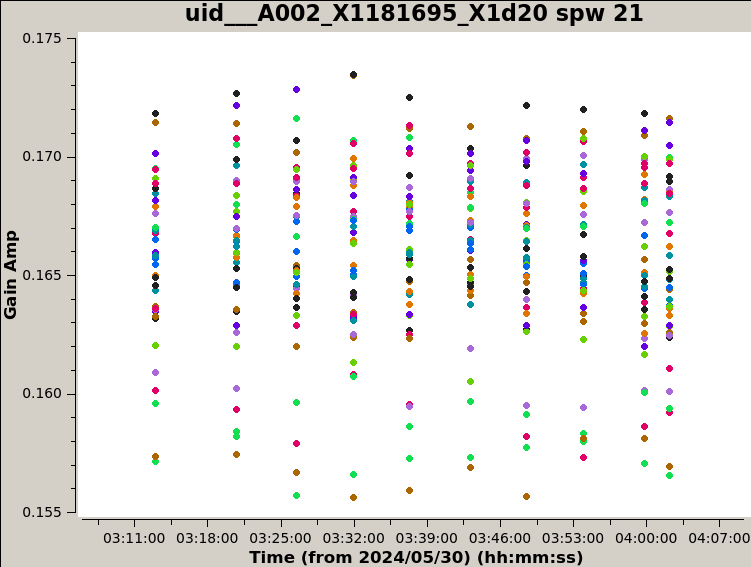 uid___A002_X1181695_X1d20 spw 21
0.175
0.170
0.165
0.160
0.155
Gain Amp
03:11:00 03:18:00 03:25:00 03:32:00 03:39:00 03:46:00 03:53:00 04:00:00 04:07:00
Time (from 2024/05/30) (hh:mm:ss)